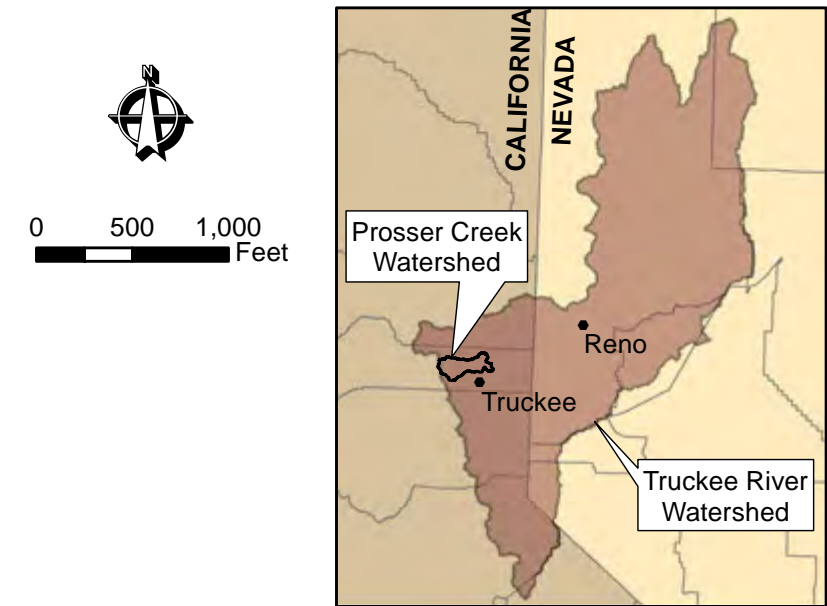 N
0 500 1,000
Feet
CALIFORNIA
NEVADA
Prosser Creek
Watershed
Reno
Truckee
Truckee River
Watershed